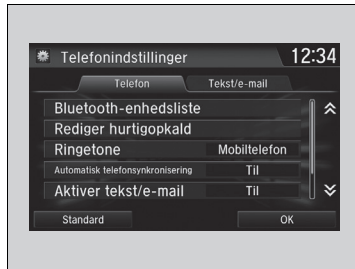 Telefonindstillinger 12:34
Telefon Tekst/e-mail
Bluetooth-enhedsliste
Rediger hurtigopkald
Ringetone Mobiltelefon
Automatisk telefonsynkronisering Til
Aktiver tekst/e-mail Til
Standard OK